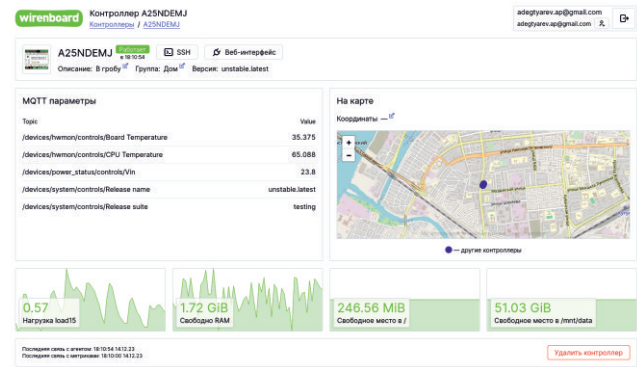 wirenboard
Контроллер A25NDEMJ
Контроллеры / A25NDEMJ
adegtyarev.ap@gmail.com
adegtyarev.ap@gmail.com
A25NDEMJ Работает в 18:10:54 SSH Веб-интерфейс
Описание: В гробу Группа: Дом Версия: unstable.latest
MQTT параметры
Topic Value
/devices/hwmon/controls/Board Temperature 35.375
/devices/hwmon/controls/CPU Temperature 65.088
/devices/power_status/controls/Vin 23.8
/devices/system/controls/Release name unstable.latest
/devices/system/controls/Release suite testing
На карте
Координаты —
+
−
— другие контроллеры
0.57
Нагрузка load15
1.72 GiB
Свободно RAM
246.56 MiB
Свободное место в /
51.03 GiB
Свободное место в /mnt/data
Последняя связь с агентом: 18:10:54 14.12.23
Последняя связь с метриками: 18:10:00 14.12.23
Удалить контроллер